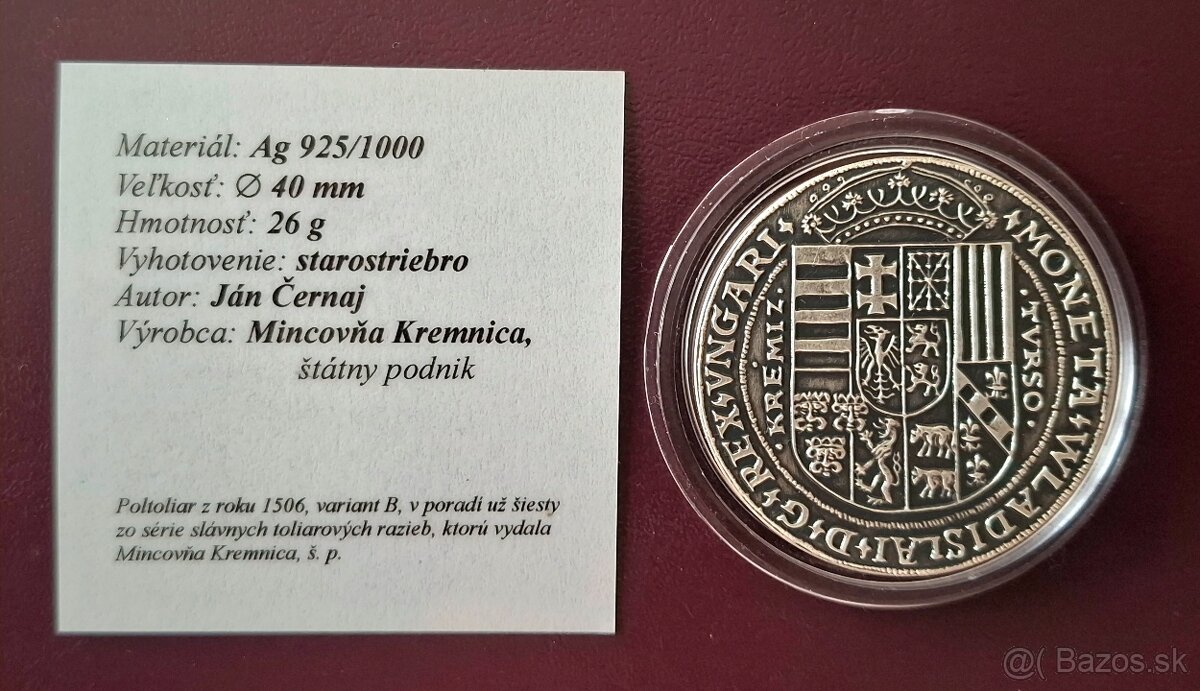 Materiál: Ag 925/1000
Veľkosť: ∅ 40 mm
Hmotnosť: 26 g
Vyhotovenie: starostriebro
Autor: Ján Černaj
Výrobca: Mincovňa Kremnica,
štátny podnik
Poltoliar z roku 1506, variant B, v poradí už šiesty
zo série slávnych toliarových razieb, ktorú vydala
Mincovňa Kremnica, š. p.
MONETA WLADISLAI D G REX VNGARI
KREMIZ.
TVRSO
@( Bazos.sk